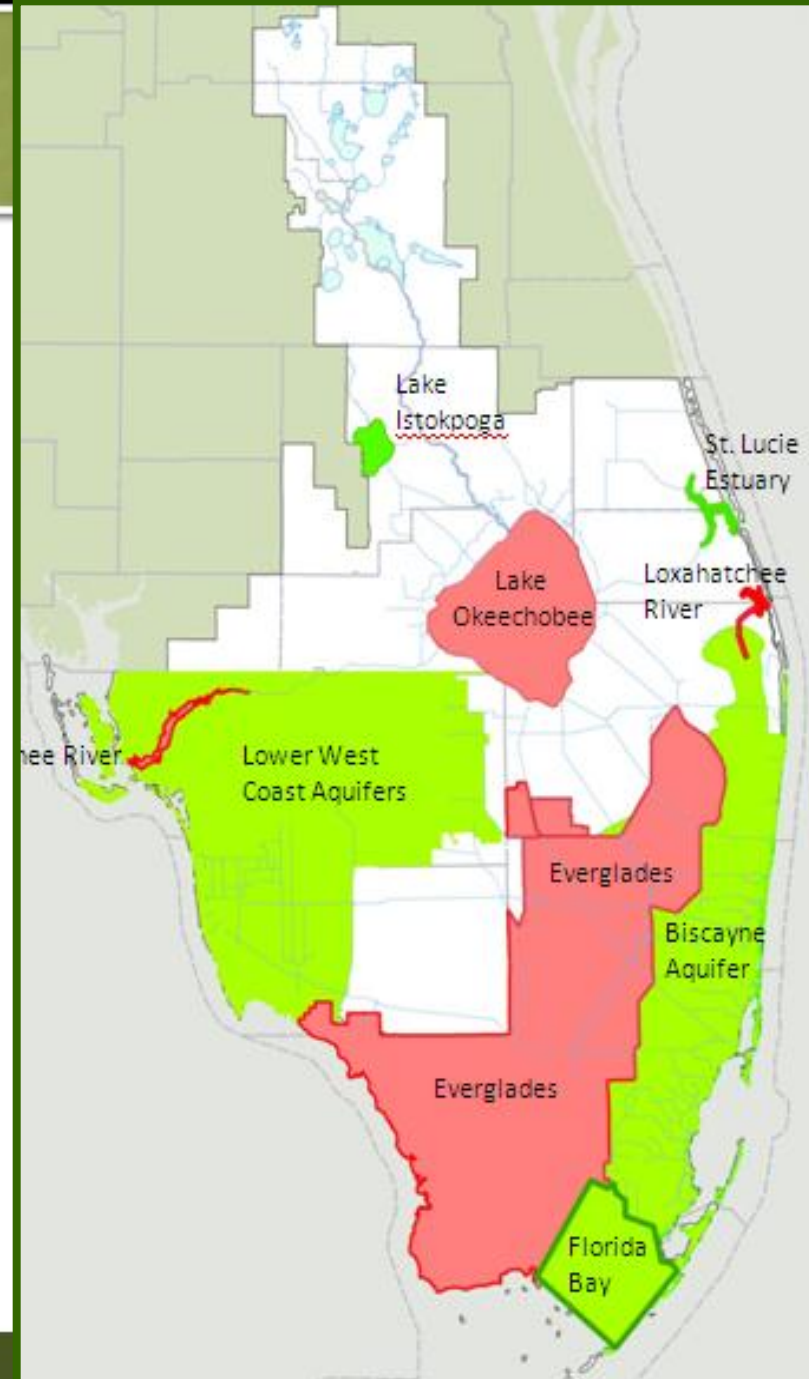 Lake
Istokpoga
St. Lucie
Estuary
Lake
Okeechobee
Loxahatchee
River
River
Lower West
Coast Aquifers
Everglades
Biscayne
Aquifer
Everglades
Florida
Bay